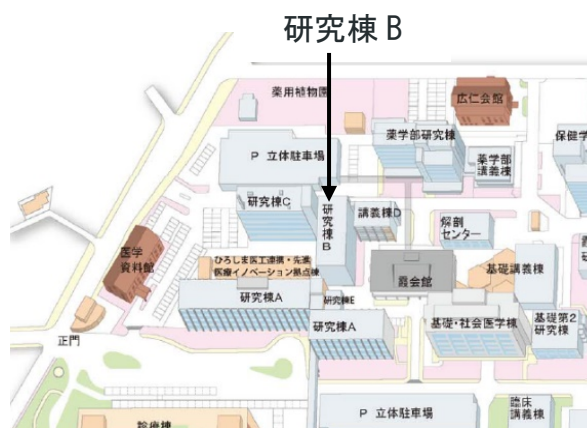 研究棟B
薬用植物園
広仁会館
薬学部研究棟
保健学
P 立体駐車場
薬学部
講義棟
研究棟C
研究棟B
講義棟D
解剖
センター
医学
資料館
ひろしま医工連携・先進
医療イノベーション拠点棟
霞会館
基礎講義棟
研究棟A
研究棟E
正門
研究棟A
基礎・社会医学棟
基礎第2
研究棟
診療棟
P 立体駐車場
臨床
講義棟